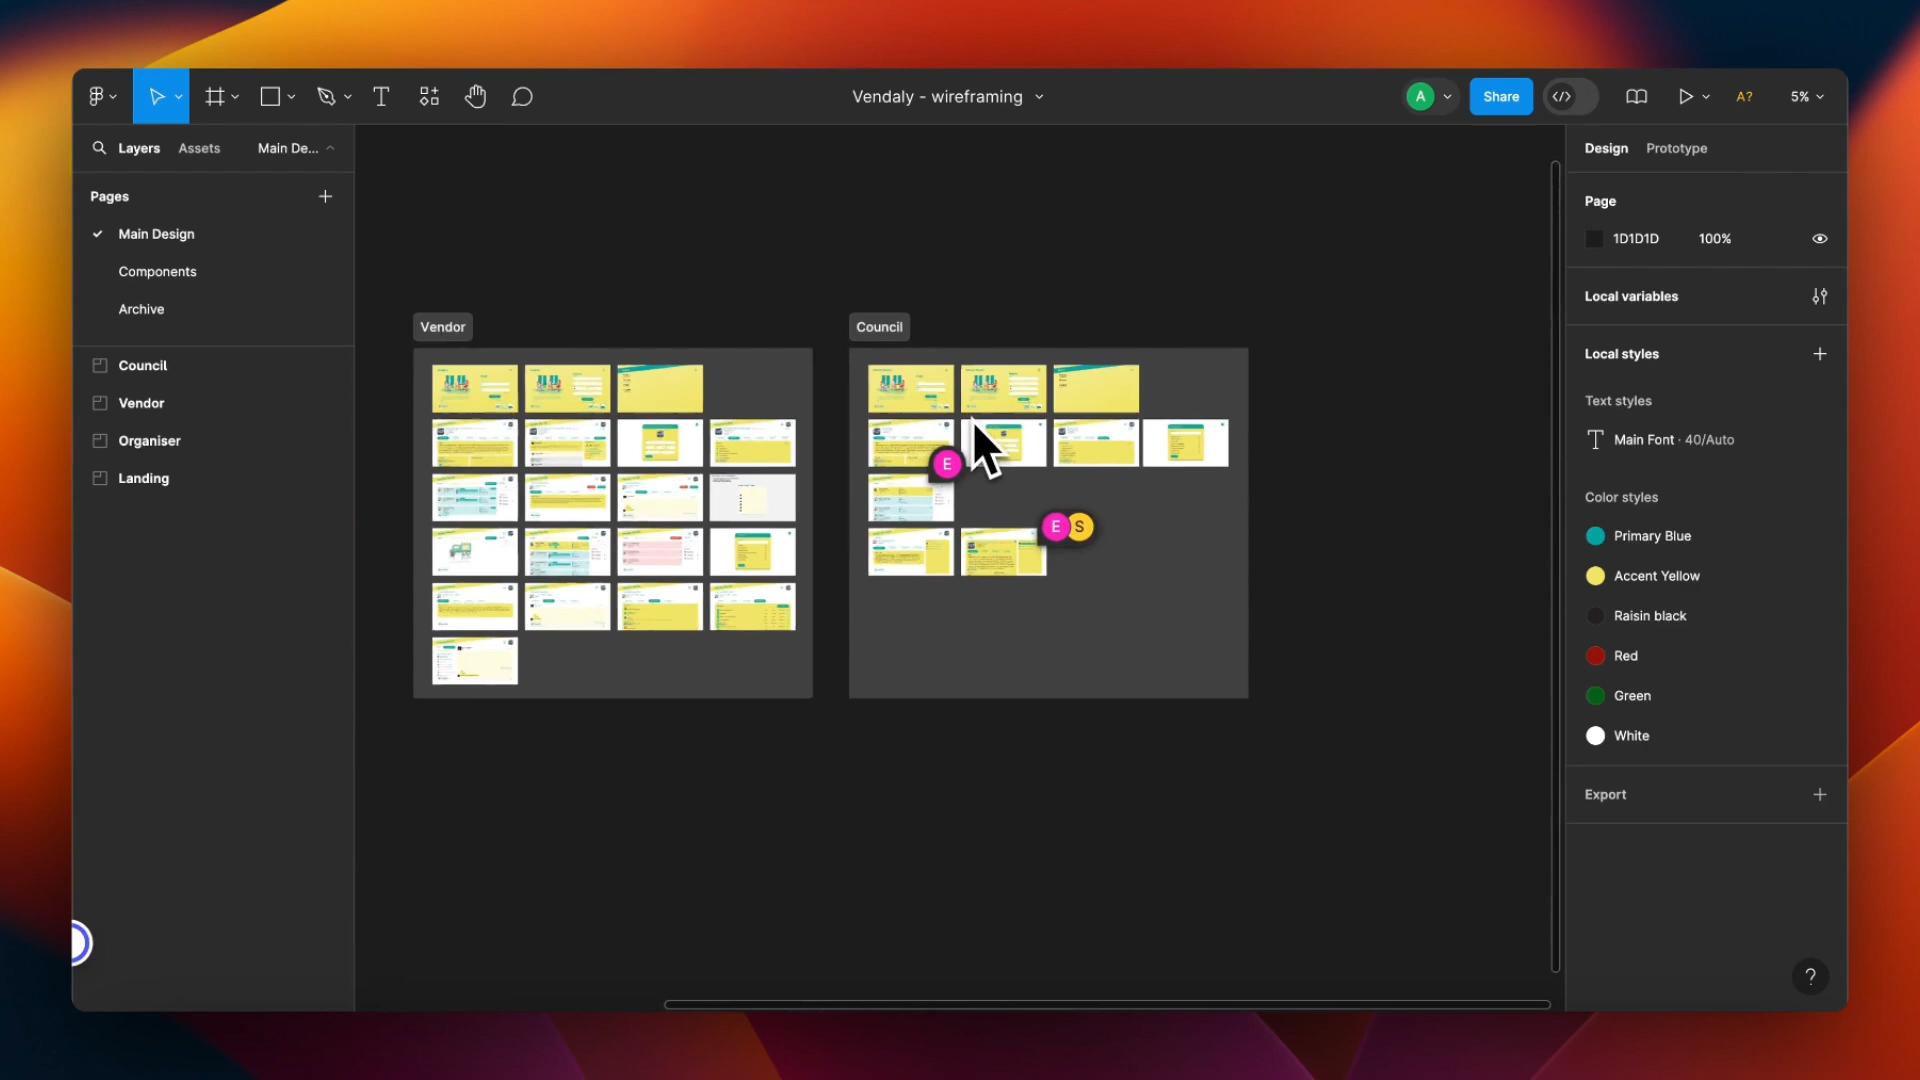 Vendaly - wireframing
A
Share
A?
5%
Layers
Assets
Main De...
Pages
Main Design
Components
Archive
Council
Vendor
Organiser
Landing
Vendor
Council
E
E
S
Design
Prototype
Page
1D1D1D
100%
Local variables
Local styles
Text styles
Main Font · 40/Auto
Color styles
Primary Blue
Accent Yellow
Raisin black
Red
Green
White
Export
?